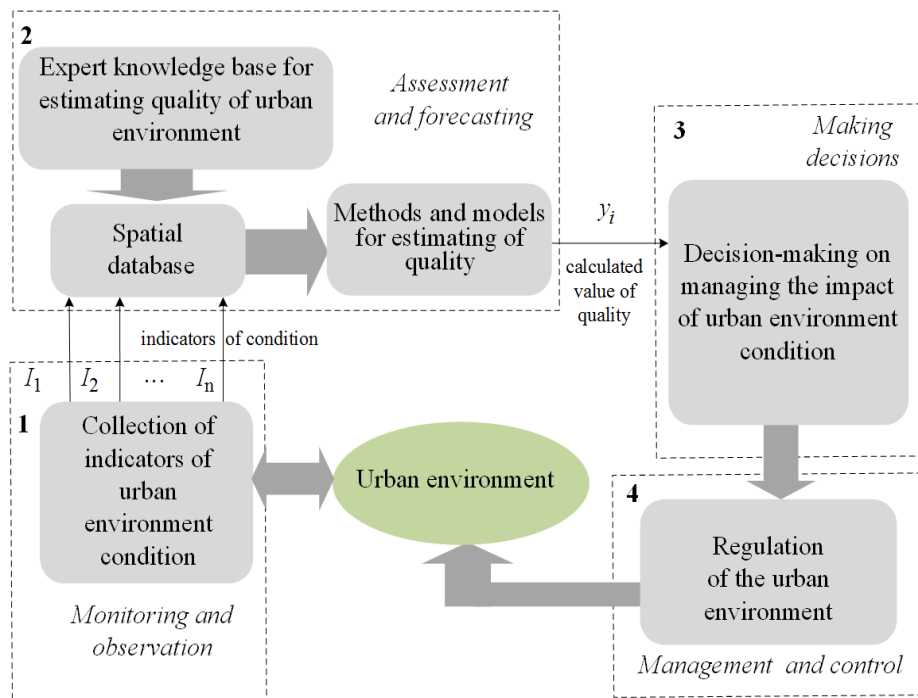 2
Expert knowledge base for
estimating quality of urban
environment
Assessment
and forecasting
Spatial
database
Methods and models
for estimating of
quality
y_i
calculated
value of
quality
3
Making
decisions
Decision-making on
managing the impact
of urban environment
condition
indicators of condition
I_1 I_2 ... I_n
1
Collection of
indicators of
urban
environment
condition
Monitoring and
observation
Urban environment
4
Regulation
of the urban
environment
Management and control